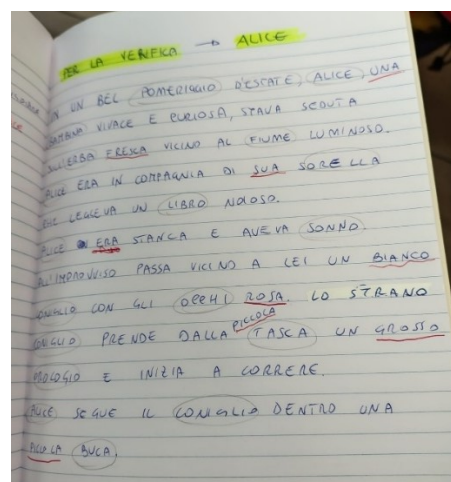 PER LA VERIFICA → ALICE
IN UN BEL POMERIGGIO D'ESTATE, ALICE, UNA
BAMBINA VIVACE E CURIOSA, STAVA SEDUTA
SULL'ERBA FRESCA VICINO AL FIUME LUMINOSO.
ALICE ERA IN COMPAGNIA DI SUA SORELLA
CHE LEGGEVA UN LIBRO NOIOSO.
ALICE ERA STANCA E AVEVA SONNO.
ALL'IMPROVVISO PASSA VICINO A LEI UN BIANCO
CONIGLIO CON GLI OCCHI ROSA. LO STRANO
CONIGLIO PRENDE DALLA PICCOLA TASCA UN GROSSO
OROLOGIO E INIZIA A CORRERE.
ALICE SEGUE IL CONIGLIO DENTRO UNA
PICCOLA BUCA.